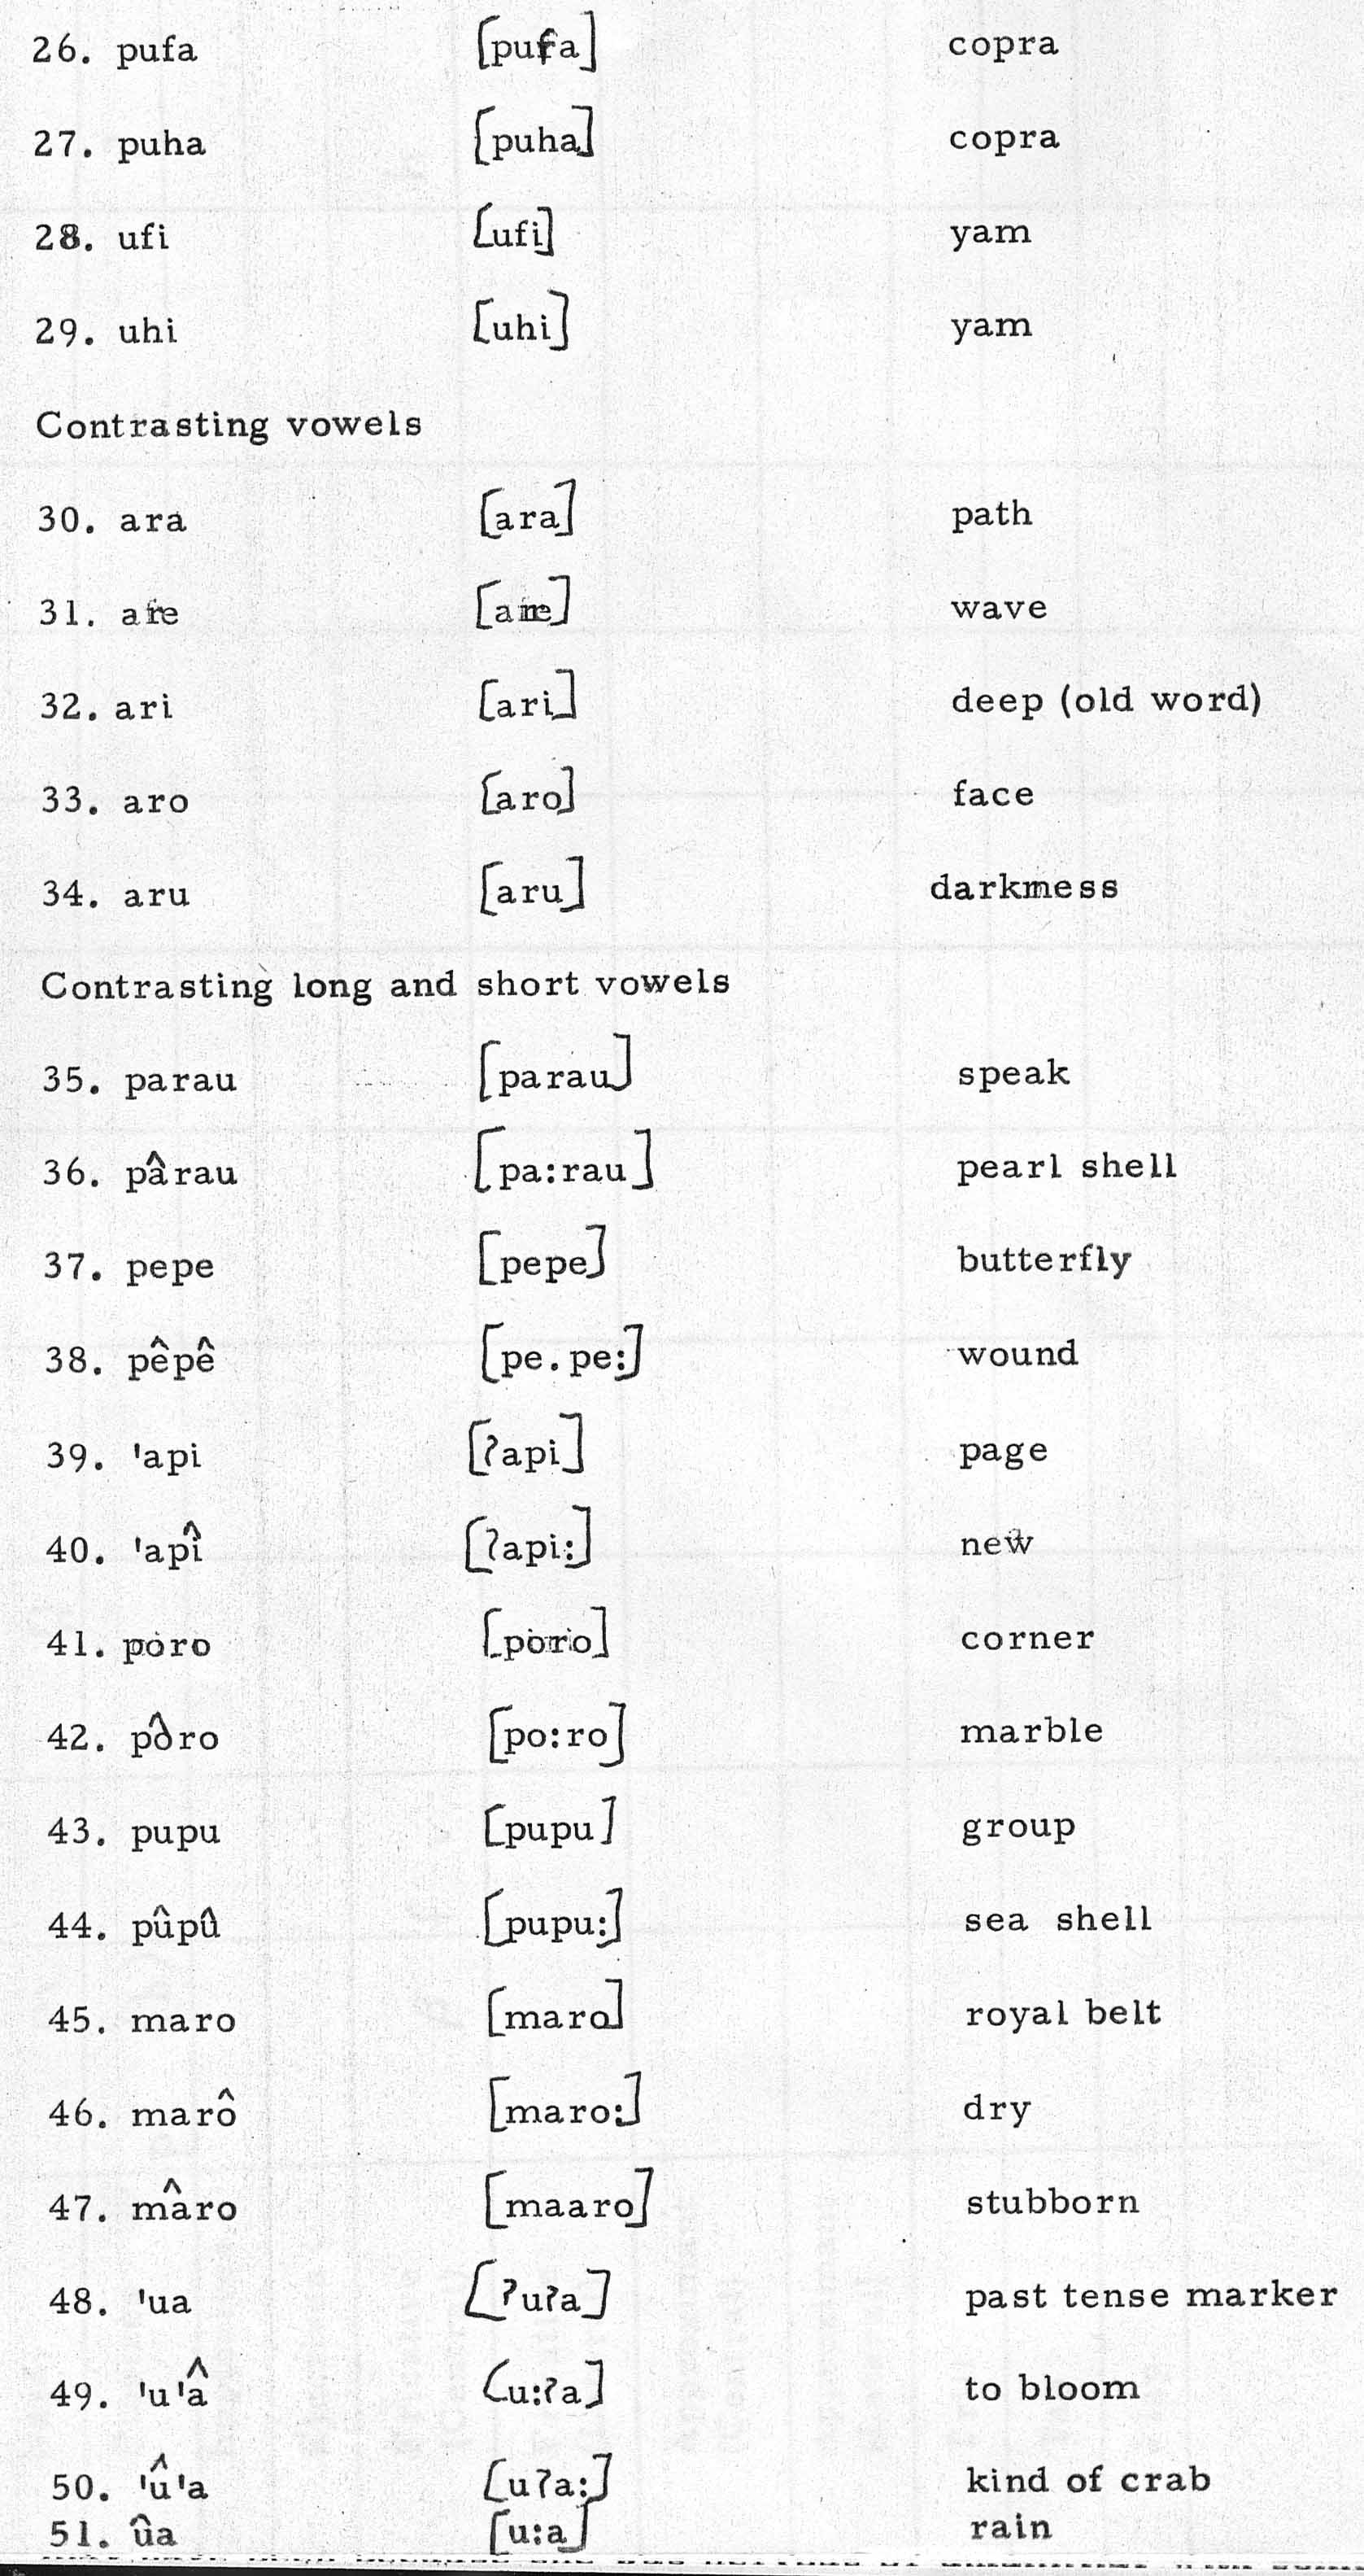 26. pufa [pufa] copra
27. puha [puha] copra
28. ufi [ufi] yam
29. uhi [uhi] yam
Contrasting vowels
30. ara [ara] path
31. are [are] wave
32. ari [ari] deep (old word)
33. aro [aro] face
34. aru [aru] darkness
Contrasting long and short vowels
35. parau [parau] speak
36. pârau [pa:rau] pearl shell
37. pepe [pepe] butterfly
38. pêpê [pe.pe:] wound
39. 'api [ʔapi] page
40. 'apî [ʔapi:] new
41. poro [poro] corner
42. pôro [po:ro] marble
43. pupu [pupu] group
44. pûpû [pupu:] sea shell
45. maro [maro] royal belt
46. marô [maro:] dry
47. mâro [maaro] stubborn
48. 'ua [ʔuʔa] past tense marker
49. 'u'â [u:ʔa] to bloom
50. 'û'a [uʔa:] kind of crab
51. ûa [u:a] rain